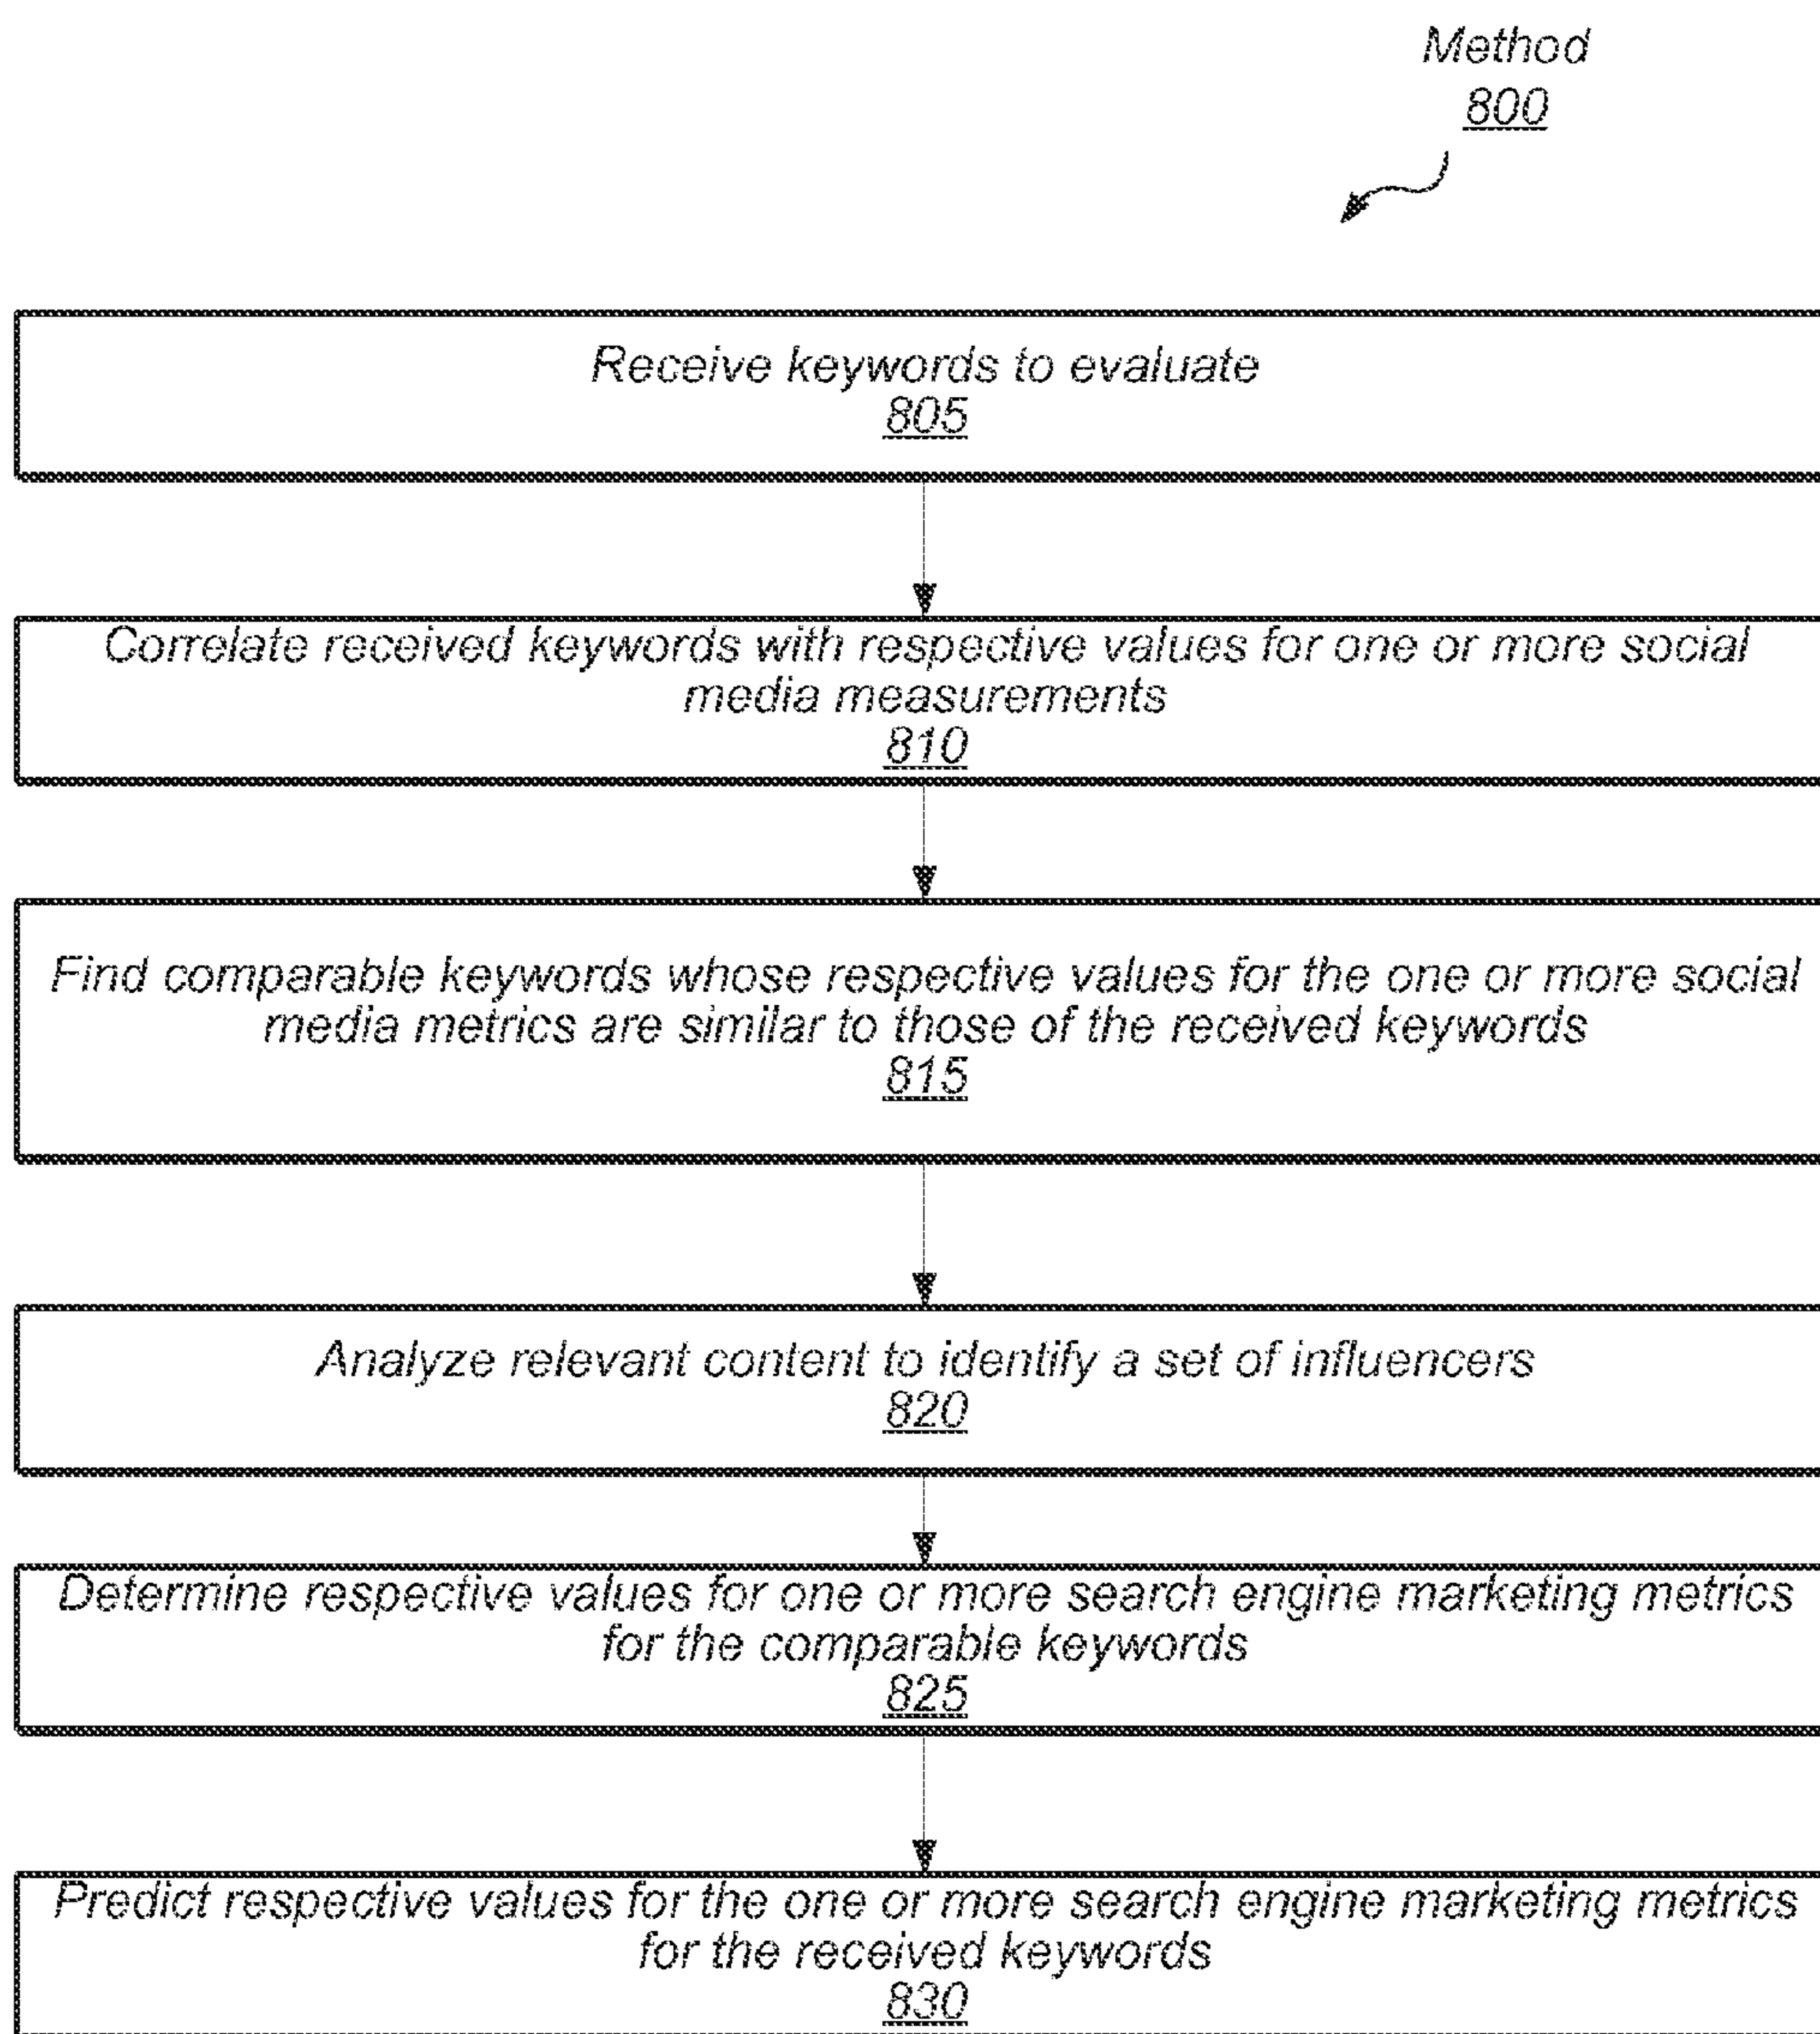 Method
800
Receive keywords to evaluate
805
Correlate received keywords with respective values for one or more social
media measurements
810
Find comparable keywords whose respective values for the one or more social
media metrics are similar to those of the received keywords
815
Analyze relevant content to identify a set of influencers
820
Determine respective values for one or more search engine marketing metrics
for the comparable keywords
825
Predict respective values for the one or more search engine marketing metrics
for the received keywords
830